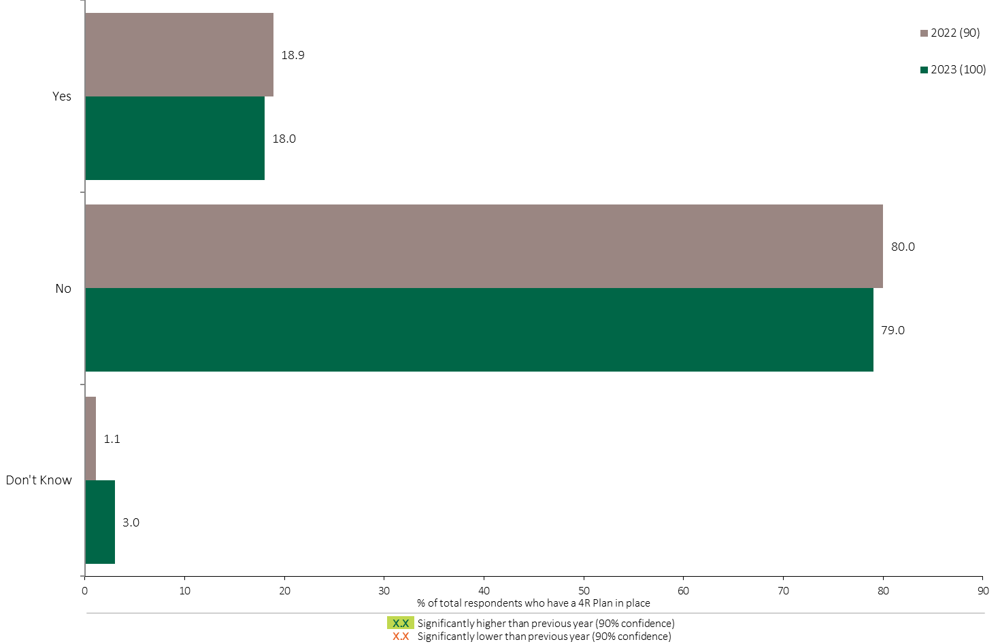 2022 (90)
2023 (100)
Yes
18.9
18.0
No
80.0
79.0
Don't Know
1.1
3.0
0 10 20 30 40 50 60 70 80 90
% of total respondents who have a 4R Plan in place
X.X Significantly higher than previous year (90% confidence)
X.X Significantly lower than previous year (90% confidence)